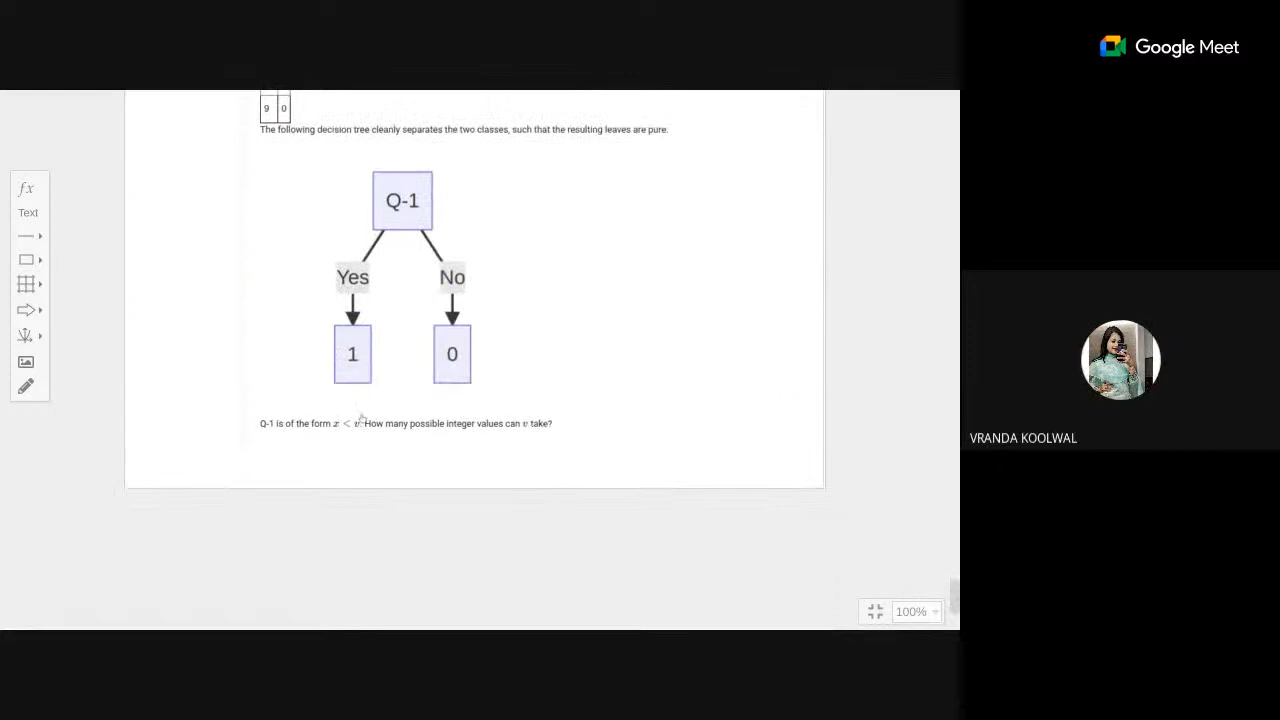 Google Meet
9 0
The following decision tree cleanly separates the two classes, such that the resulting leaves are pure.
fx
Text
Q-1
Yes No
1 0
Q-1 is of the form x < v. How many possible integer values can v take?
VRANDA KOOLWAL
100%